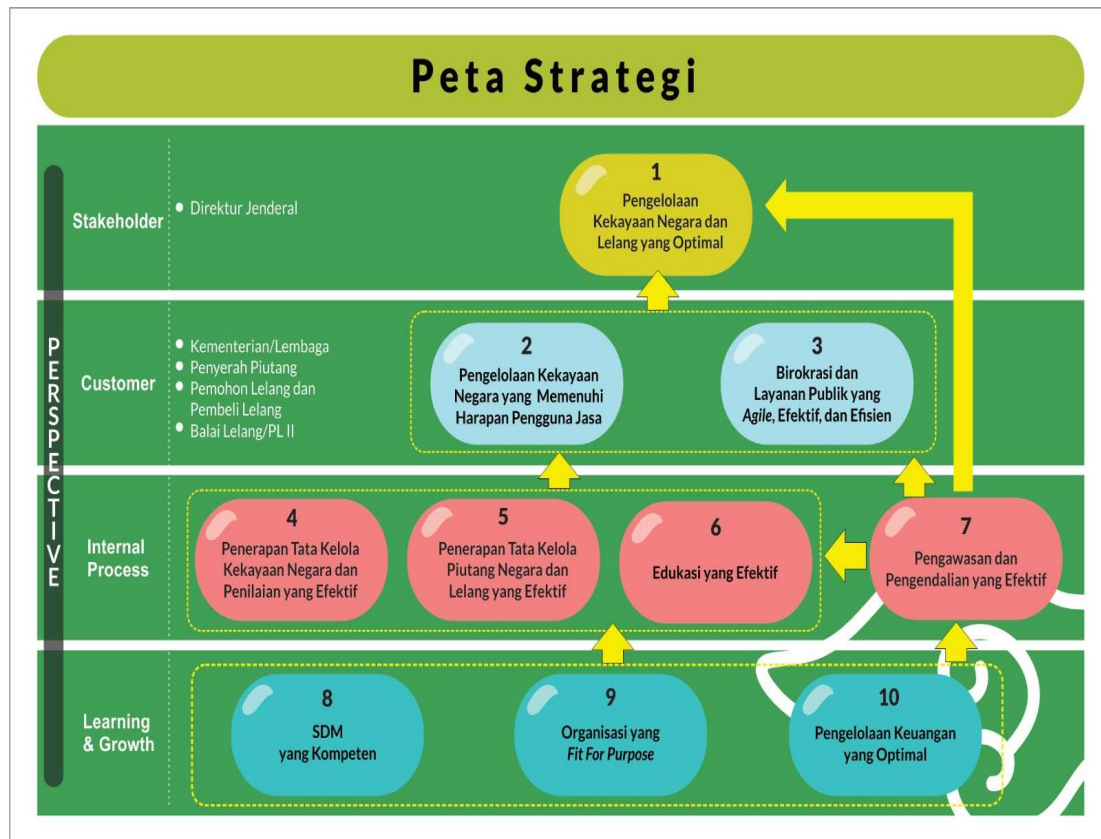 Peta Strategi
PERSPECTIVE
Stakeholder
• Direktur Jenderal
1
Pengelolaan
Kekayaan Negara dan
Lelang yang Optimal
Customer
• Kementerian/Lembaga
• Penyerah Piutang
• Pemohon Lelang dan
Pembeli Lelang
• Balai Lelang/PL II
2
Pengelolaan Kekayaan
Negara yang Memenuhi
Harapan Pengguna Jasa
3
Birokrasi dan
Layanan Publik yang
Agile, Efektif, dan Efisien
Internal
Process
4
Penerapan Tata Kelola
Kekayaan Negara dan
Penilaian yang Efektif
5
Penerapan Tata Kelola
Piutang Negara dan
Lelang yang Efektif
6
Edukasi yang Efektif
7
Pengawasan dan
Pengendalian yang Efektif
Learning
& Growth
8
SDM
yang Kompeten
9
Organisasi yang
Fit For Purpose
10
Pengelolaan Keuangan
yang Optimal